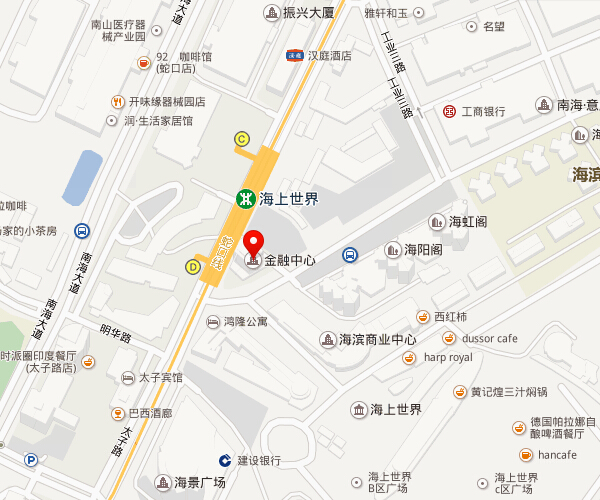 振兴大厦
雅轩和玉
南山医疗器
械产业园
名望
92 咖啡馆
(蛇口店)
汉庭酒店
工业三路
工业三路
开味缘器械园店
润·生活家居馆
工商银行
南海·意
海
C
海滨
海上世界
拉咖啡
海虹阁
冯家的小茶房
海阳阁
蛇口线
南海大道
南海大道
南海大道
金融中心
D
明华路
鸿隆公寓
西红柿
海滨商业中心
dussor cafe
时派圈印度餐厅
(太子路店)
harp royal
太子宾馆
黄记煌三汁焖锅
巴西酒廊
海上世界
德国帕拉娜自
酿啤酒餐厅
太子路
hancafe
P
建设银行
海景广场
海上世界
B区广场
海上世界
c区广场